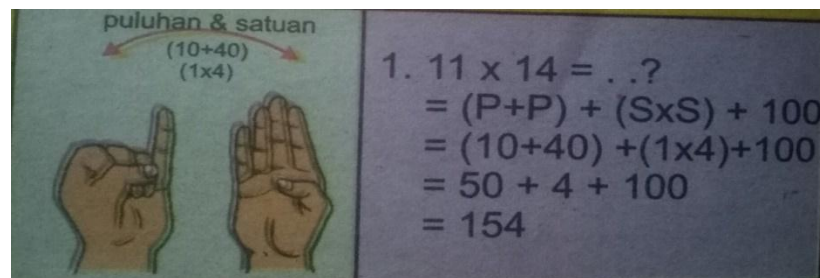 puluhan & satuan
(10+40)
(1x4)
1. 11 x 14 = . .?
= (P+P) + (SxS) + 100
= (10+40) +(1x4)+100
= 50 + 4 + 100
= 154